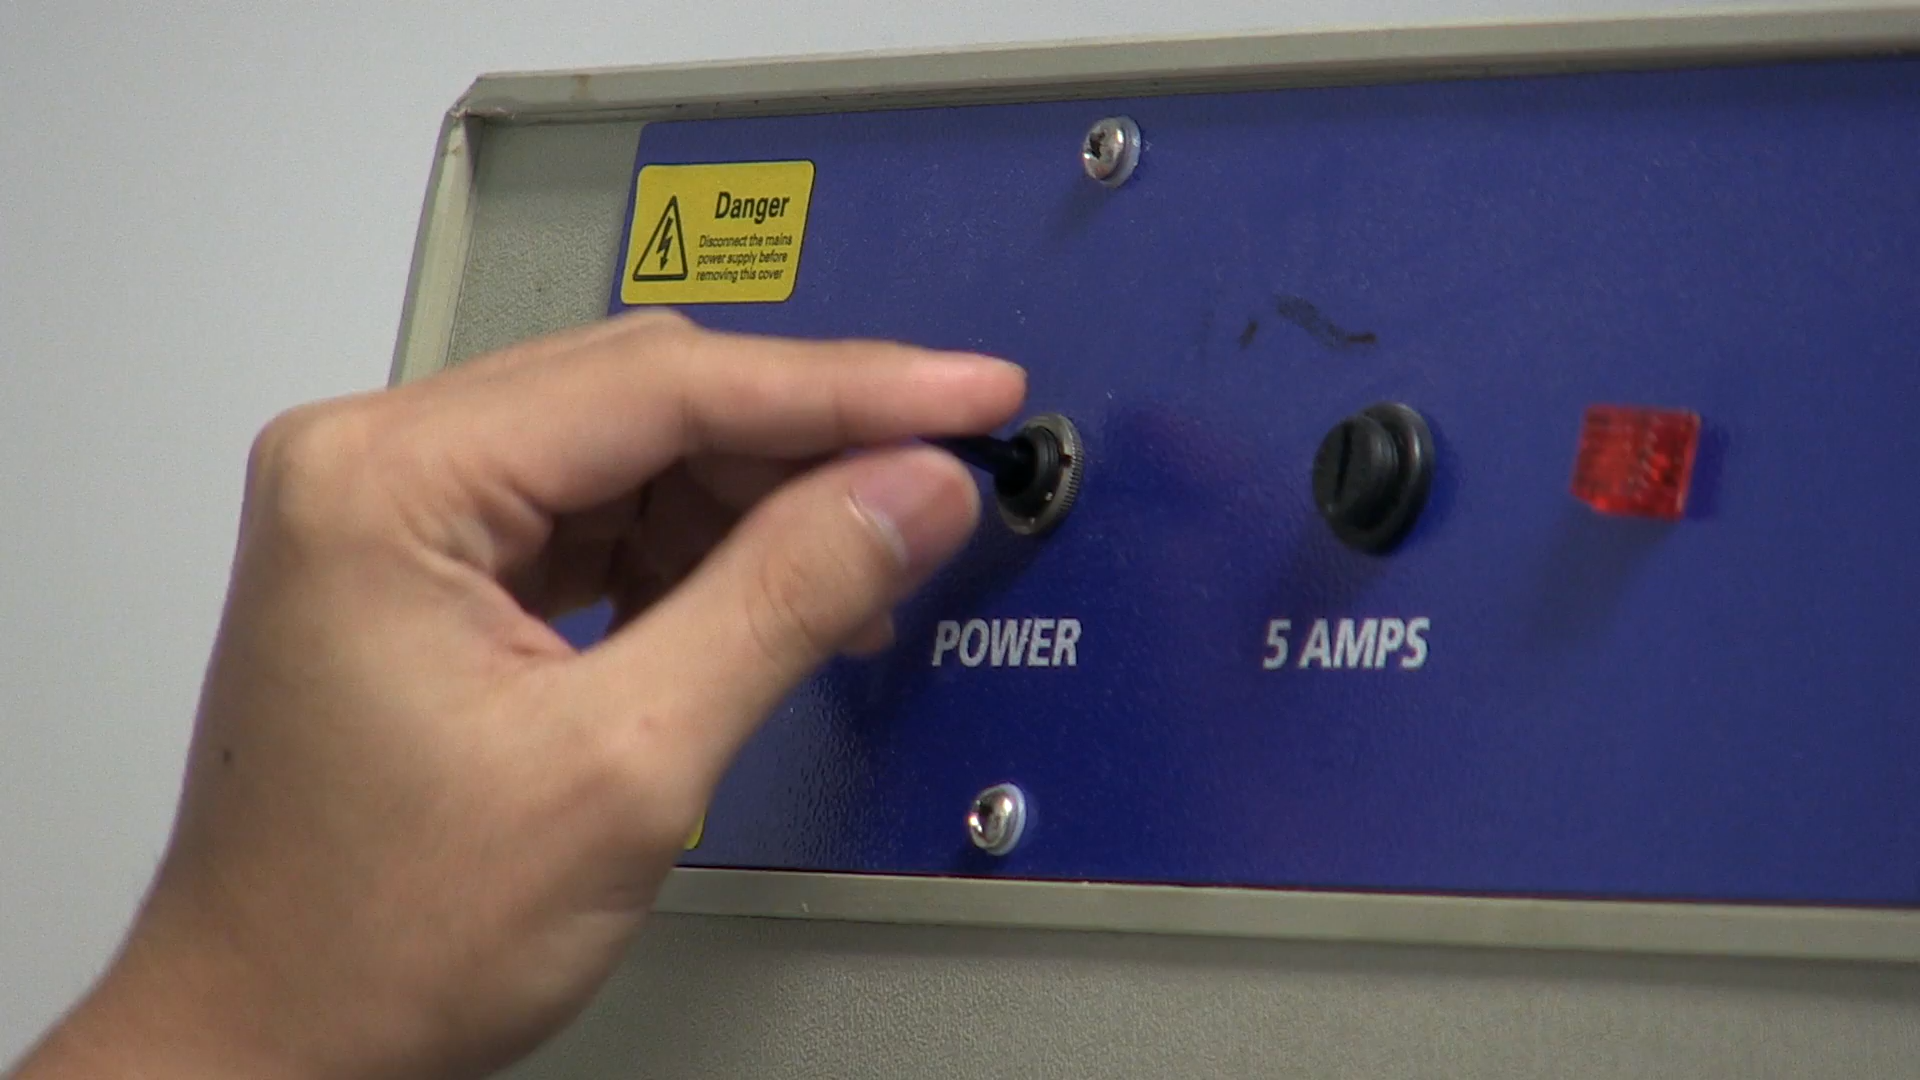 Danger
Disconnect the mains
power supply before
removing this cover
POWER
5 AMPS